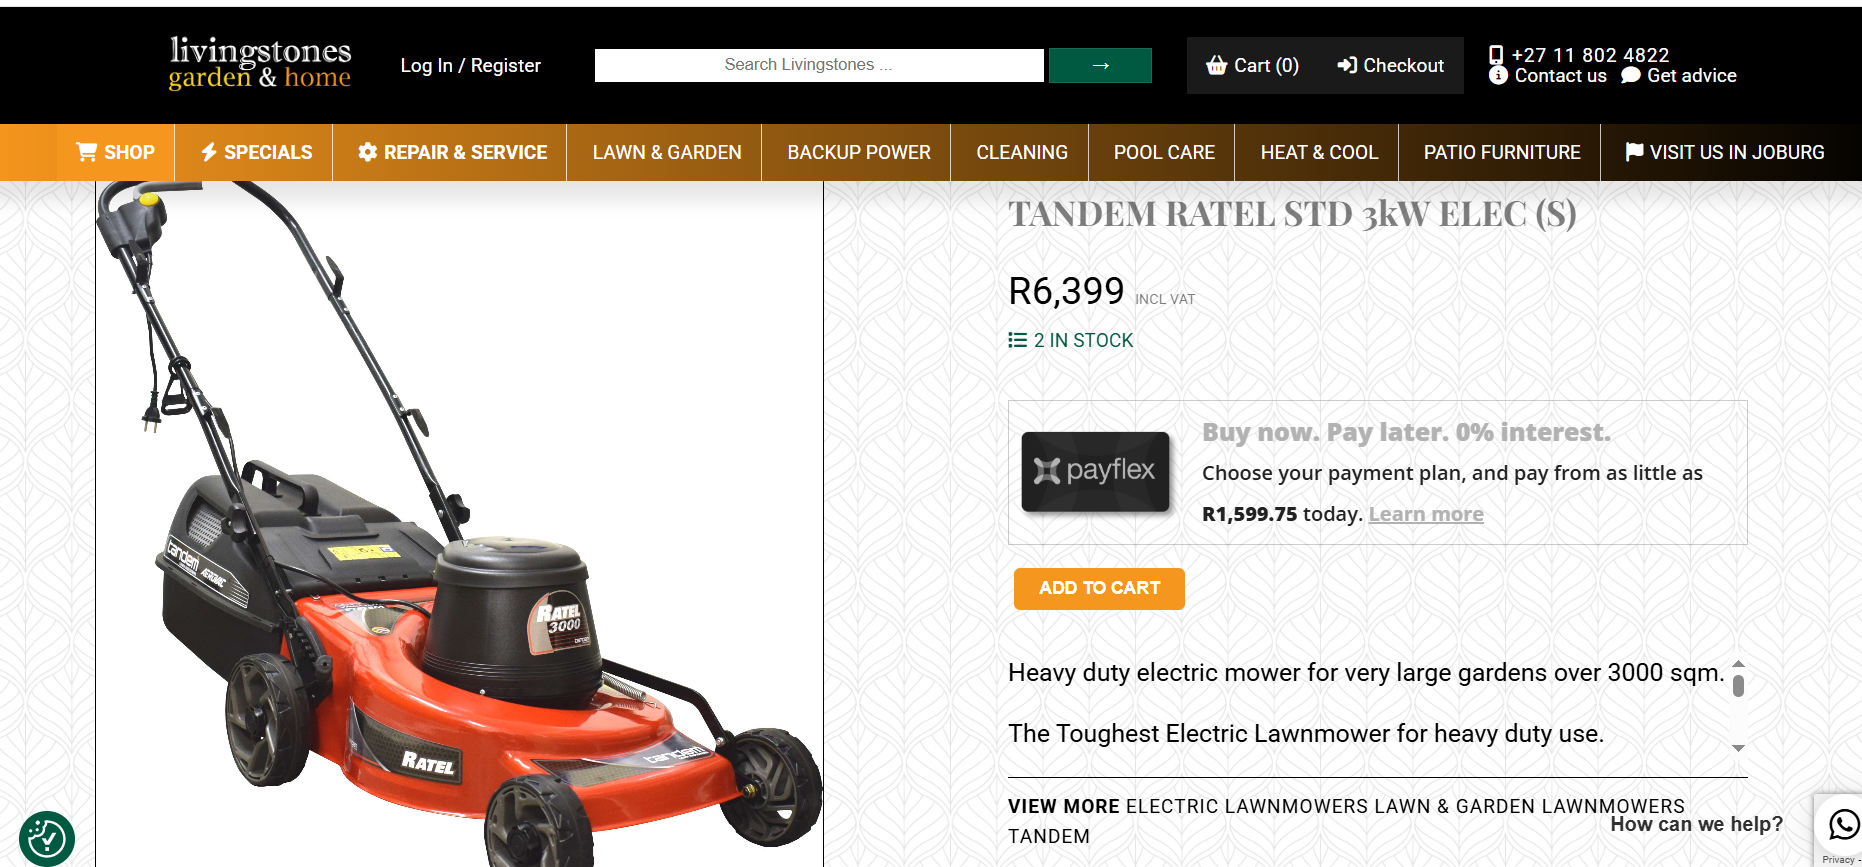 livingstones
garden & home
Log In / Register
Search Livingstones ...
→
Cart (0)
Checkout
+27 11 802 4822
Contact us
Get advice
SHOP
SPECIALS
REPAIR & SERVICE
LAWN & GARDEN
BACKUP POWER
CLEANING
POOL CARE
HEAT & COOL
PATIO FURNITURE
VISIT US IN JOBURG
TANDEM RATEL STD 3kW ELEC (S)
R6,399 INCL VAT
2 IN STOCK
payflex
Buy now. Pay later. 0% interest.
Choose your payment plan, and pay from as little as
R1,599.75 today. Learn more
ADD TO CART
Heavy duty electric mower for very large gardens over 3000 sqm.
The Toughest Electric Lawnmower for heavy duty use.
VIEW MORE ELECTRIC LAWNMOWERS LAWN & GARDEN LAWNMOWERS
TANDEM
How can we help?
Privacy -
tandem
AEROVAC
RATEL
3000
RATEL
tandem